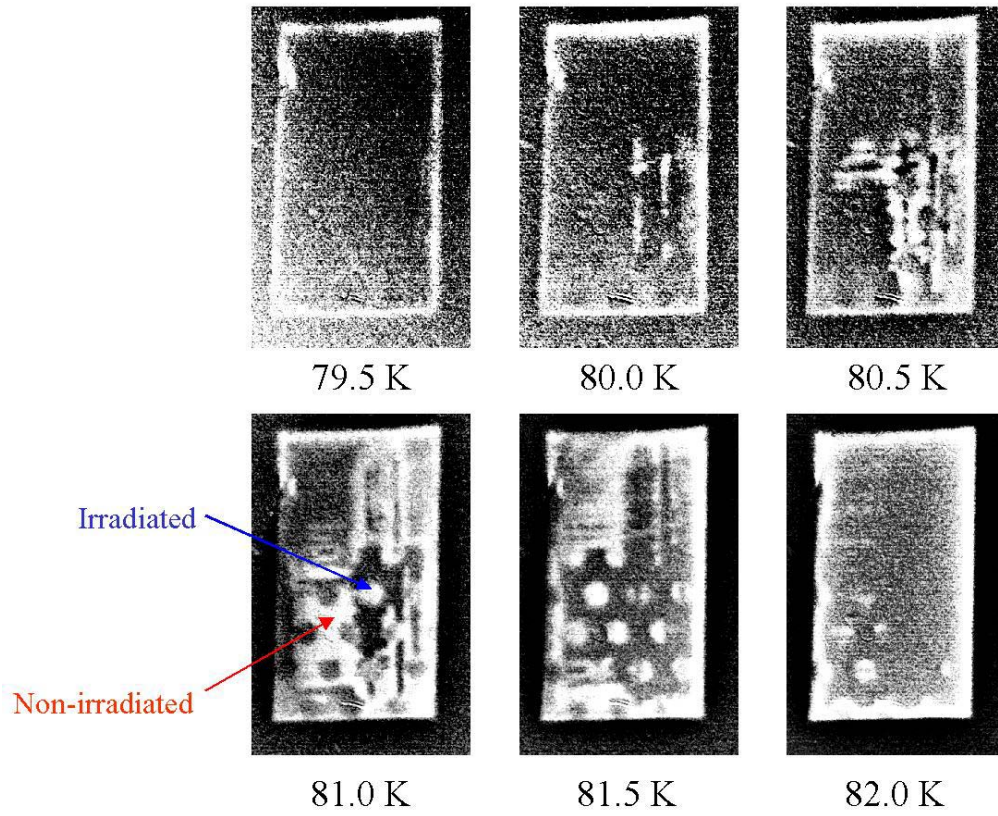 79.5 K
80.0 K
80.5 K
Irradiated
Non-irradiated
81.0 K
81.5 K
82.0 K